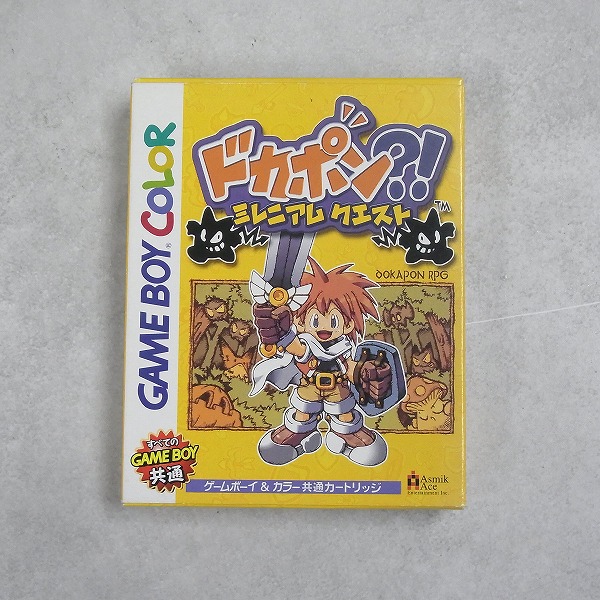 GAME BOY COLOR
®
ドカポン?!
ミレニアム クエスト
TM
DOKAPON RPG
すべての
GAME BOY
共通
ゲームボーイ & カラー 共通カートリッジ
Asmik
Ace
Entertainment Inc.